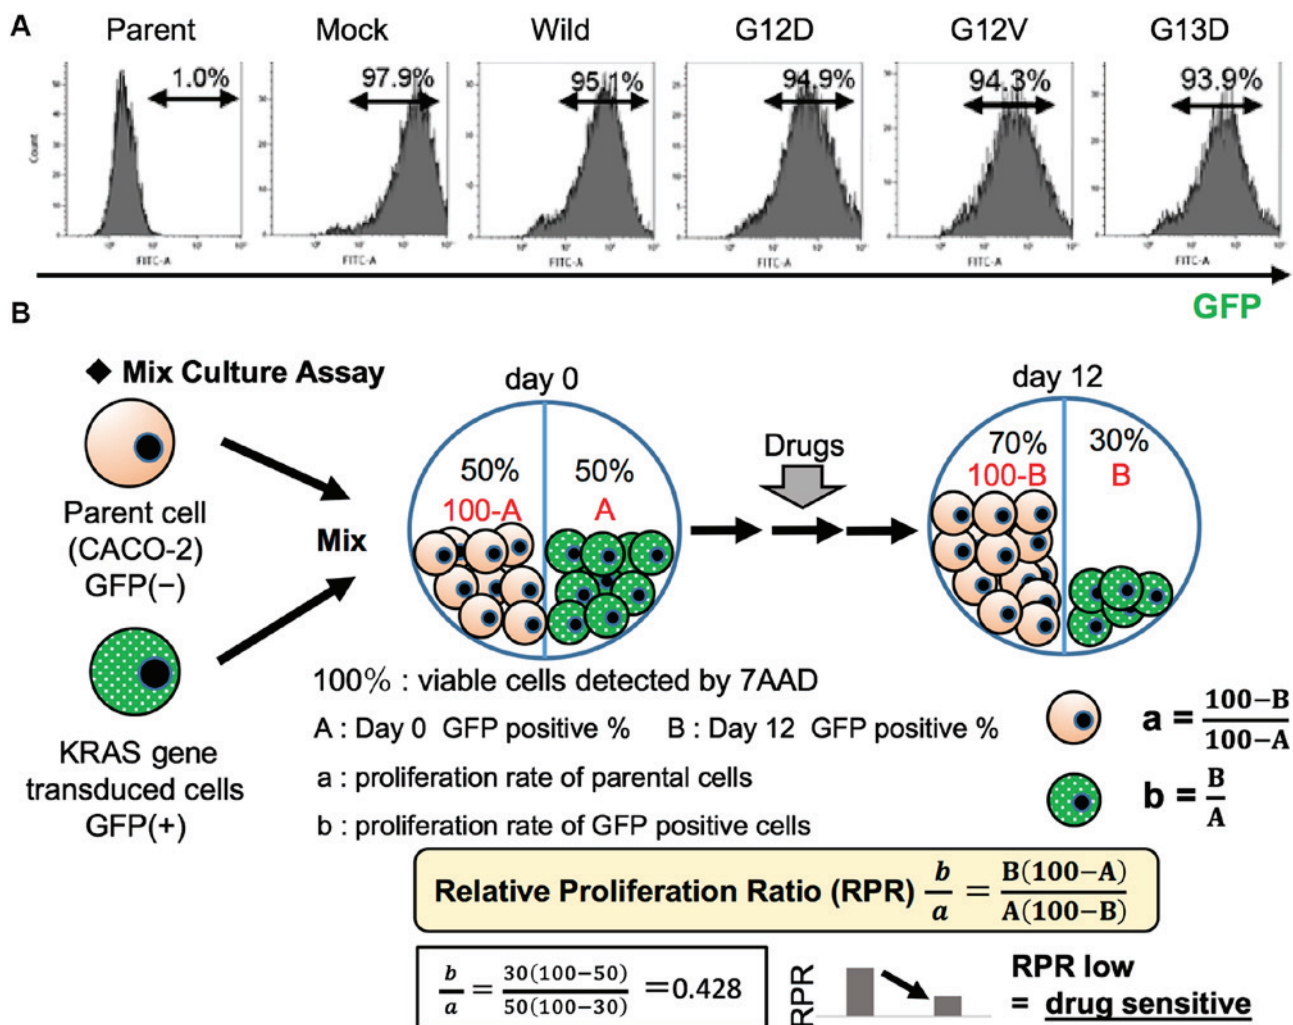 A
Parent Mock Wild G12D G12V G13D
1.0% 97.9% 95.1% 94.9% 94.3% 93.9%
Count
FITC-A FITC-A FITC-A FITC-A FITC-A FITC-A
GFP
B
◆ Mix Culture Assay
Parent cell
(CACO-2)
GFP(−)
KRAS gene
transduced cells
GFP(+)
Mix
day 0
50% 50%
100-A A
Drugs
day 12
70% 30%
100-B B
100% : viable cells detected by 7AAD
A : Day 0 GFP positive % B : Day 12 GFP positive %
a : proliferation rate of parental cells
b : proliferation rate of GFP positive cells
a = (100−B)/(100−A)
b = B/A
Relative Proliferation Ratio (RPR) b/a = B(100−A)/A(100−B)
b/a = 30(100−50)/50(100−30) =0.428
RPR
RPR low
= drug sensitive